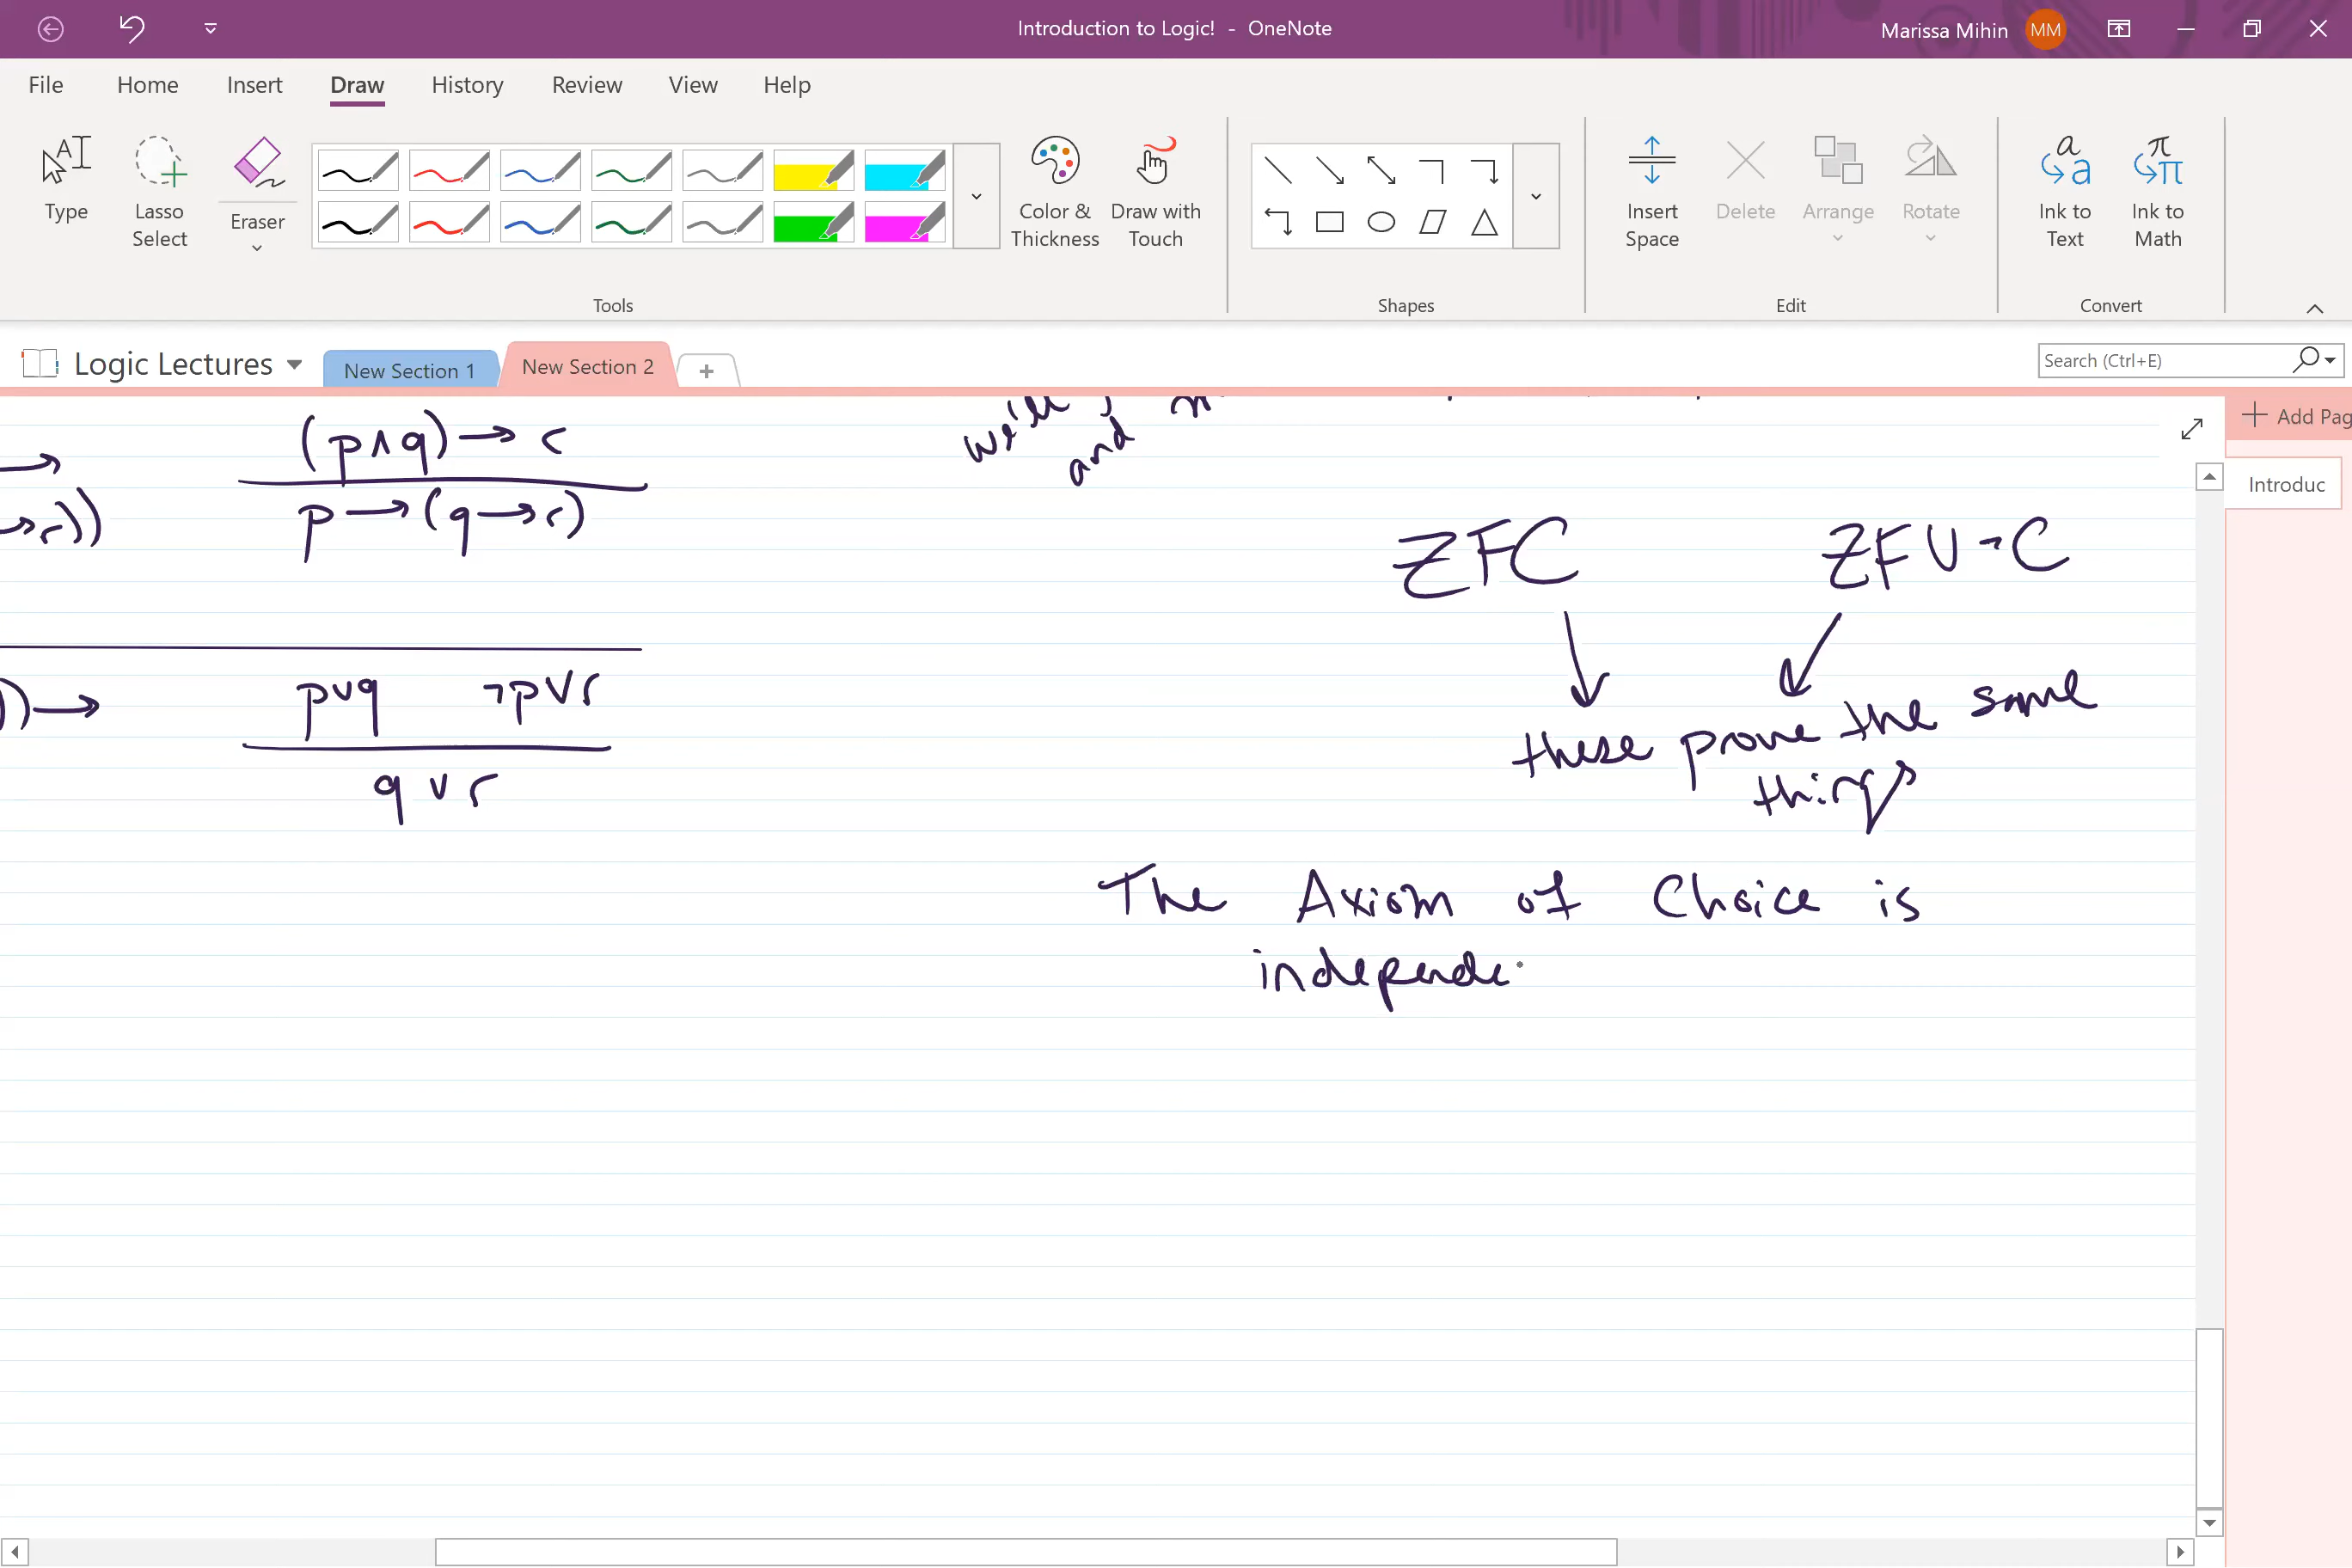 Introduction to Logic! - OneNote
Marissa Mihin MM
File Home Insert Draw History Review View Help
Type
Lasso Select
Eraser
Color & Thickness
Draw with Touch
Insert Space
Delete
Arrange
Rotate
Ink to Text
Ink to Math
Tools
Shapes
Edit
Convert
Logic Lectures
New Section 1
New Section 2
Search (Ctrl+E)
Add Pag
Introduc
and
→
→r))
(p∧q)→r
p→(q→r)
))→
p∨q ¬p∨r
q∨r
ZFC ZFU¬C
these prove the same
things
The Axiom of Choice is
independe